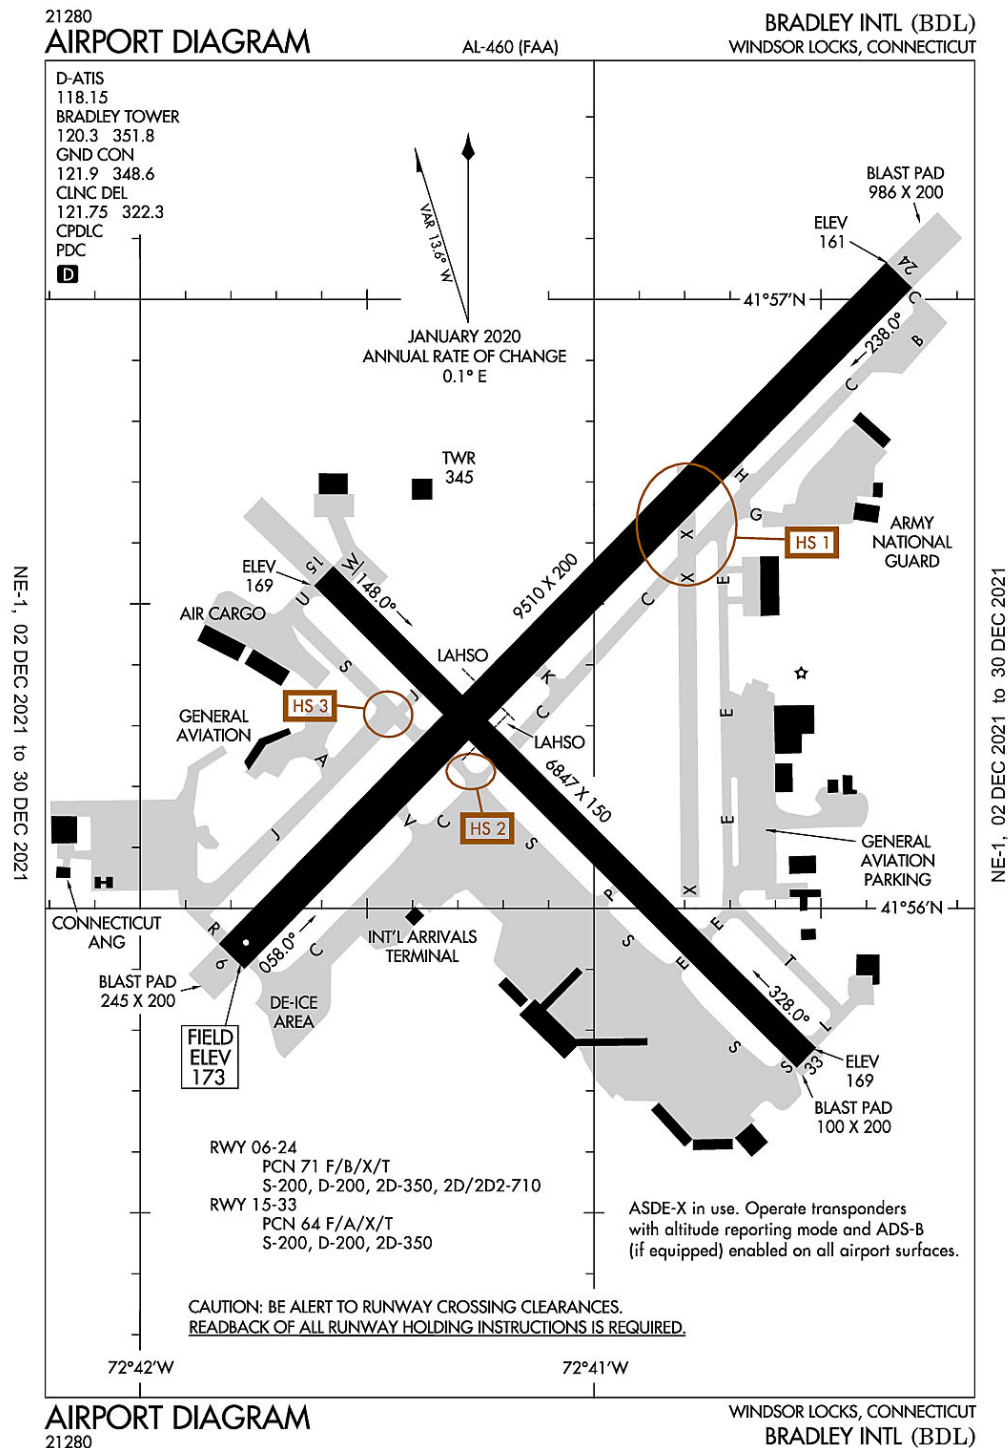 21280
AIRPORT DIAGRAM
AL-460 (FAA)
BRADLEY INTL (BDL)
WINDSOR LOCKS, CONNECTICUT
D-ATIS
118.15
BRADLEY TOWER
120.3 351.8
GND CON
121.9 348.6
CLNC DEL
121.75 322.3
CPDLC
PDC
D
VAR 13.6° W
JANUARY 2020
ANNUAL RATE OF CHANGE
0.1° E
BLAST PAD
986 X 200
ELEV
161
24
C
41°57'N
238.0°
B
C
TWR
345
H
G
X
HS 1
ARMY
NATIONAL
GUARD
15
W
ELEV
169
148.0°
U
9510 X 200
C
X
E
AIR CARGO
LAHSO
S
K
J
HS 3
C
GENERAL
AVIATION
LAHSO
E
A
6847 X 150
V
C
HS 2
J
S
E
GENERAL
AVIATION
PARKING
X
P
CONNECTICUT
ANG
R
6
058.0°
C
INT'L ARRIVALS
TERMINAL
S
E
E
T
41°56'N
BLAST PAD
245 X 200
DE-ICE
AREA
328.0°
FIELD
ELEV
173
S
S
33
T
ELEV
169
BLAST PAD
100 X 200
RWY 06-24
PCN 71 F/B/X/T
S-200, D-200, 2D-350, 2D/2D2-710
RWY 15-33
PCN 64 F/A/X/T
S-200, D-200, 2D-350
ASDE-X in use. Operate transponders
with altitude reporting mode and ADS-B
(if equipped) enabled on all airport surfaces.
CAUTION: BE ALERT TO RUNWAY CROSSING CLEARANCES.
READBACK OF ALL RUNWAY HOLDING INSTRUCTIONS IS REQUIRED.
72°42'W
72°41'W
NE-1, 02 DEC 2021 to 30 DEC 2021
NE-1, 02 DEC 2021 to 30 DEC 2021
AIRPORT DIAGRAM
21280
WINDSOR LOCKS, CONNECTICUT
BRADLEY INTL (BDL)